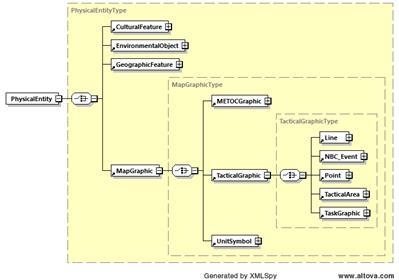 PhysicalEntityType
CulturalFeature
EnvironmentalObject
GeographicFeature
PhysicalEntity
MapGraphicType
METOCGraphic
TacticalGraphicType
Line
NBC_Event
MapGraphic
TacticalGraphic
Point
TacticalArea
TaskGraphic
UnitSymbol
Generated by XMLSpy
www.altova.com